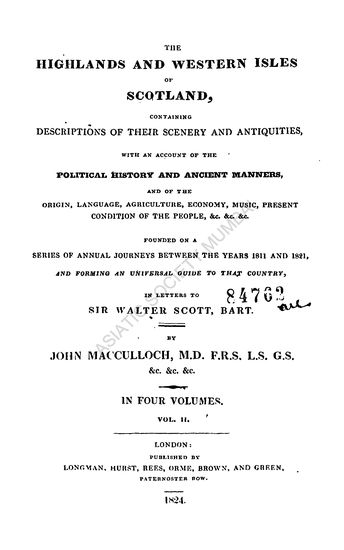 THE
HIGHLANDS AND WESTERN ISLES
OF
SCOTLAND,
CONTAINING
DESCRIPTIONS OF THEIR SCENERY AND ANTIQUITIES,
WITH AN ACCOUNT OF THE
POLITICAL HISTORY AND ANCIENT MANNERS,
AND OF THE
ORIGIN, LANGUAGE, AGRICULTURE, ECONOMY, MUSIC, PRESENT
CONDITION OF THE PEOPLE, &c. &c. &c.
FOUNDED ON A
SERIES OF ANNUAL JOURNEYS BETWEEN THE YEARS 1811 AND 1821,
AND FORMING AN UNIVERSAL GUIDE TO THAT COUNTRY,
IN LETTERS TO
84762
SIR WALTER SCOTT, BART.
BY
JOHN MACCULLOCH, M.D. F.R.S. L.S. G.S.
&c. &c. &c.
IN FOUR VOLUMES.
VOL. II.
LONDON:
PUBLISHED BY
LONGMAN, HURST, REES, ORME, BROWN, AND GREEN,
PATERNOSTER ROW.
1824.
ASIATIC SOCIETY MUMBAI